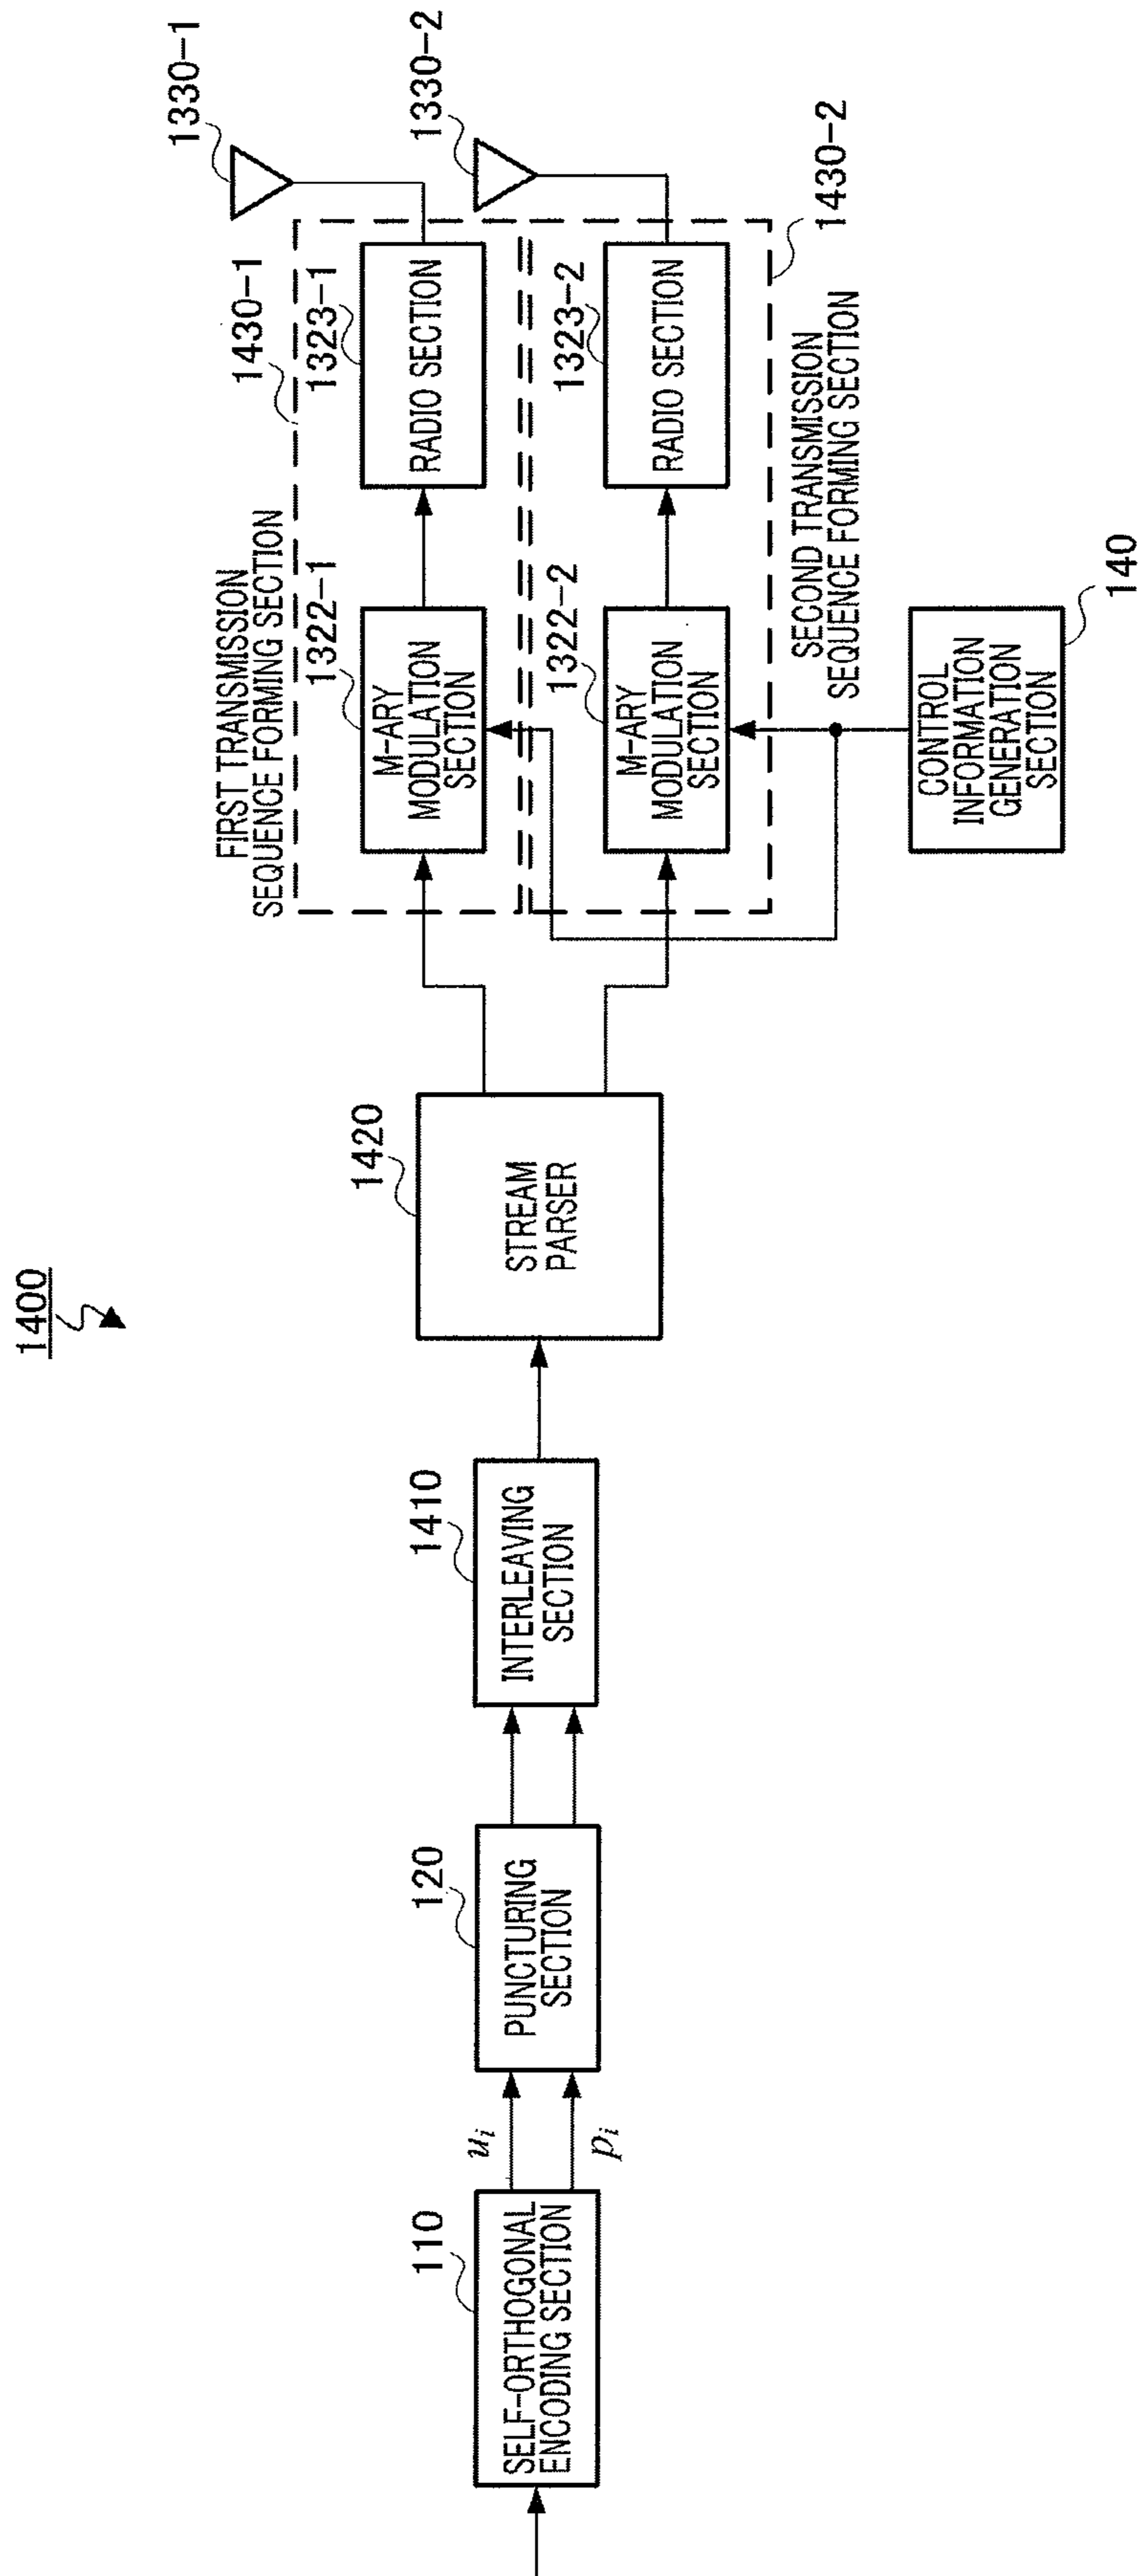 1400
110
SELF-ORTHOGONAL
ENCODING SECTION
u_i
p_i
120
PUNCTURING
SECTION
1410
INTERLEAVING
SECTION
1420
STREAM
PARSER
FIRST TRANSMISSION
SEQUENCE FORMING SECTION
1430-1
1322-1
M-ARY
MODULATION
SECTION
1323-1
RADIO SECTION
1330-1
1322-2
M-ARY
MODULATION
SECTION
1323-2
RADIO SECTION
1330-2
1430-2
SECOND TRANSMISSION
SEQUENCE FORMING SECTION
140
CONTROL
INFORMATION
GENERATION
SECTION